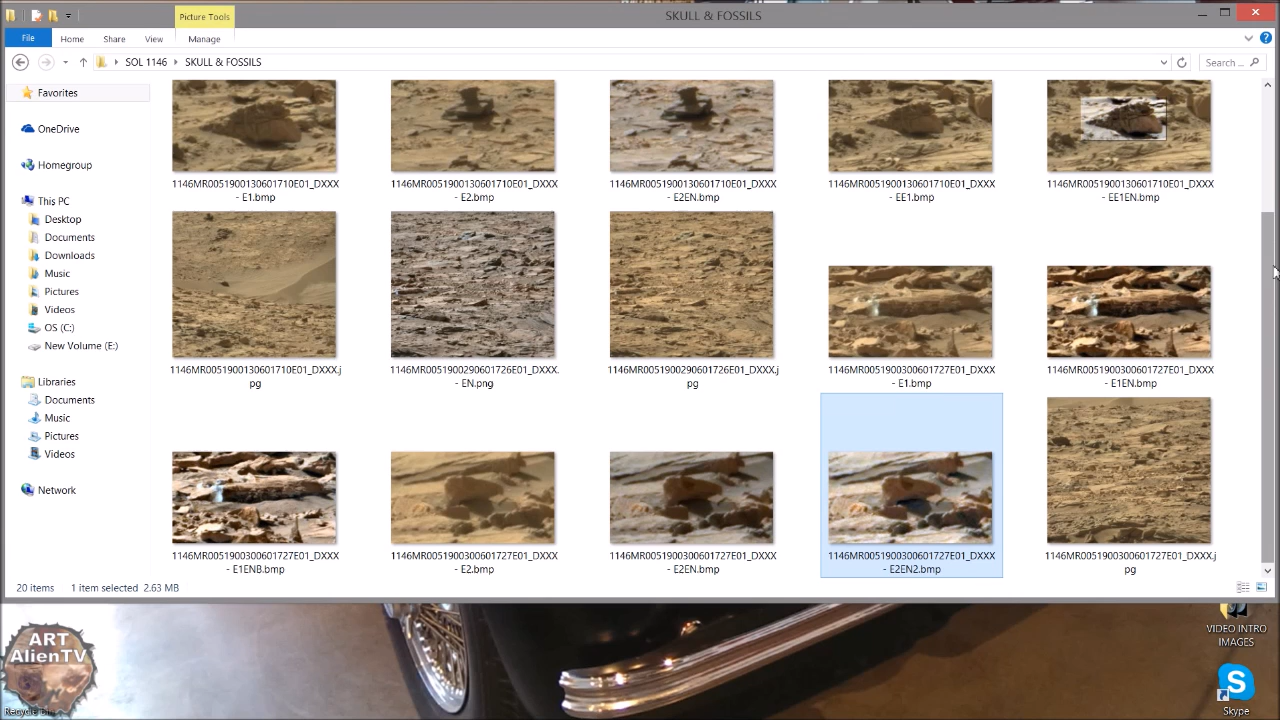 Picture Tools
SKULL & FOSSILS
File
Home
Share
View
Manage
SOL 1146
SKULL & FOSSILS
Search ...
Favorites
OneDrive
Homegroup
This PC
Desktop
Documents
Downloads
Music
Pictures
Videos
OS (C:)
New Volume (E:)
Libraries
Documents
Music
Pictures
Videos
Network
1146MR0051900130601710E01_DXXX
- E1.bmp
1146MR0051900130601710E01_DXXX
- E2.bmp
1146MR0051900130601710E01_DXXX
- E2EN.bmp
1146MR0051900130601710E01_DXXX
- EE1.bmp
1146MR0051900130601710E01_DXXX
- EE1EN.bmp
1146MR0051900130601710E01_DXXX.j
pg
1146MR0051900290601726E01_DXXX.
- EN.png
1146MR0051900290601726E01_DXXX.j
pg
1146MR0051900300601727E01_DXXX
- E1.bmp
1146MR0051900300601727E01_DXXX
- E1EN.bmp
1146MR0051900300601727E01_DXXX
- E1ENB.bmp
1146MR0051900300601727E01_DXXX
- E2.bmp
1146MR0051900300601727E01_DXXX
- E2EN.bmp
1146MR0051900300601727E01_DXXX
- E2EN2.bmp
1146MR0051900300601727E01_DXXX.j
pg
20 items
1 item selected 2.63 MB
ART
AlienTV
VIDEO INTRO
IMAGES
Skype